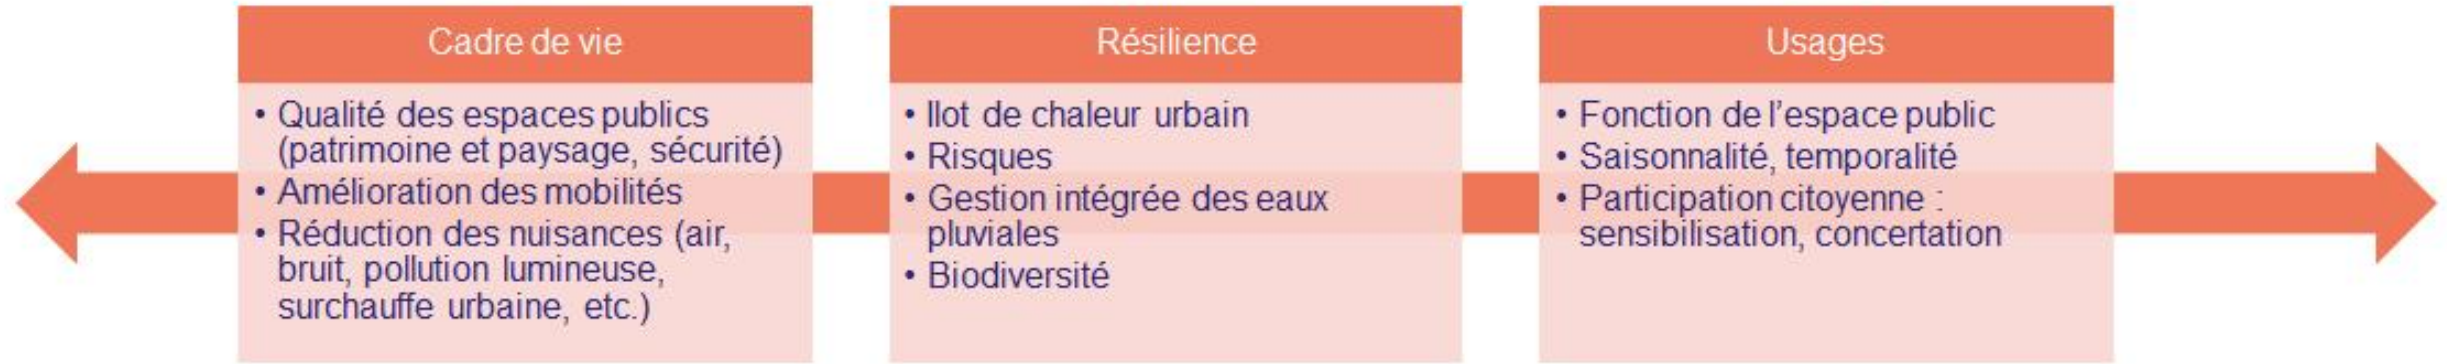 Cadre de vie
• Qualité des espaces publics
(patrimoine et paysage, sécurité)
• Amélioration des mobilités
• Réduction des nuisances (air,
bruit, pollution lumineuse,
surchauffe urbaine, etc.)
Résilience
• Ilot de chaleur urbain
• Risques
• Gestion intégrée des eaux
pluviales
• Biodiversité
Usages
• Fonction de l’espace public
• Saisonnalité, temporalité
• Participation citoyenne :
sensibilisation, concertation